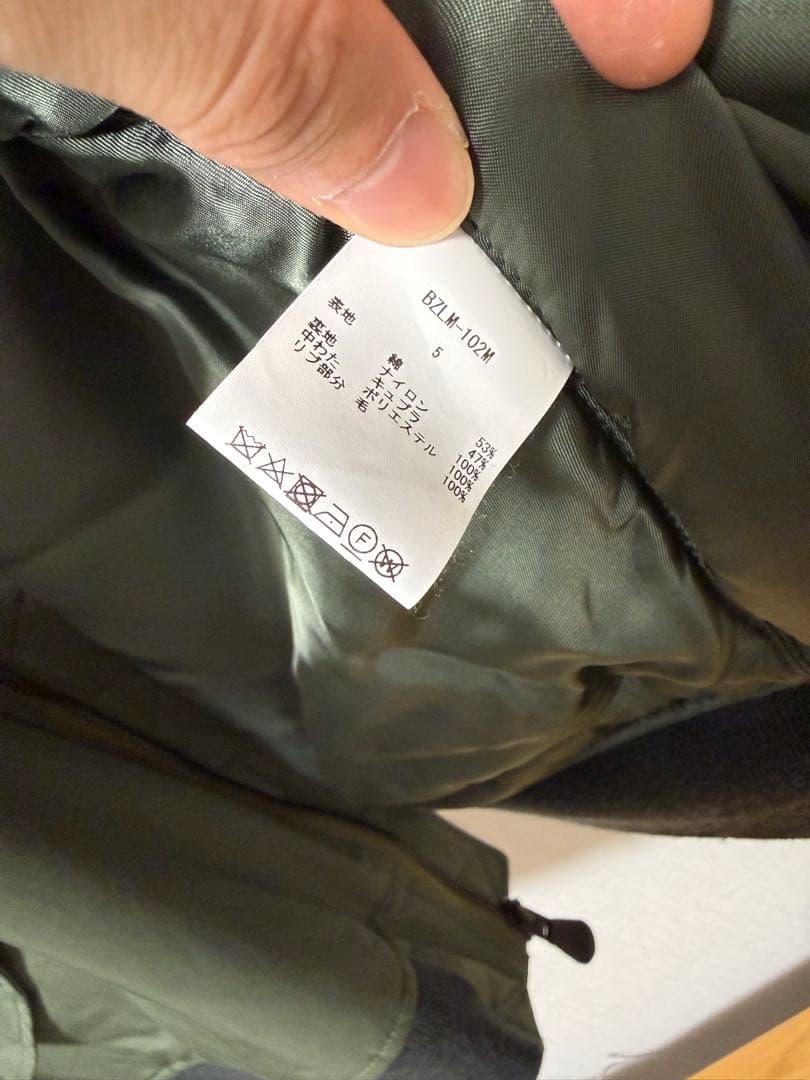 BZLM-102M
5
表地 綿 53%
ナイロン 47%
裏地 キュプラ 100%
中わた ポリエステル 100%
リブ部分 毛 100%
F
W